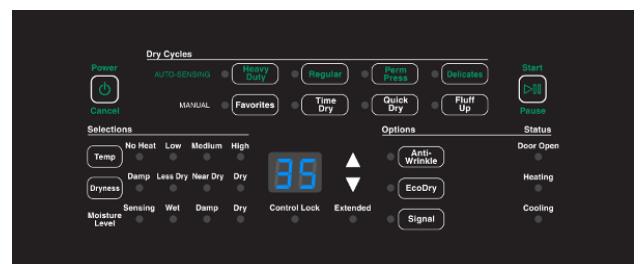 Dry Cycles
Power
Cancel
AUTO-SENSING
Heavy
Duty
Regular
Perm
Press
Delicates
Start
Pause
MANUAL
Favorites
Time
Dry
Quick
Dry
Fluff
Up
Selections
Options
Status
No Heat Low Medium High
Temp
Damp Less Dry Near Dry Dry
Dryness
Sensing Wet Damp Dry
Moisture
Level
35
Control Lock
Extended
Anti-
Wrinkle
EcoDry
Signal
Door Open
Heating
Cooling